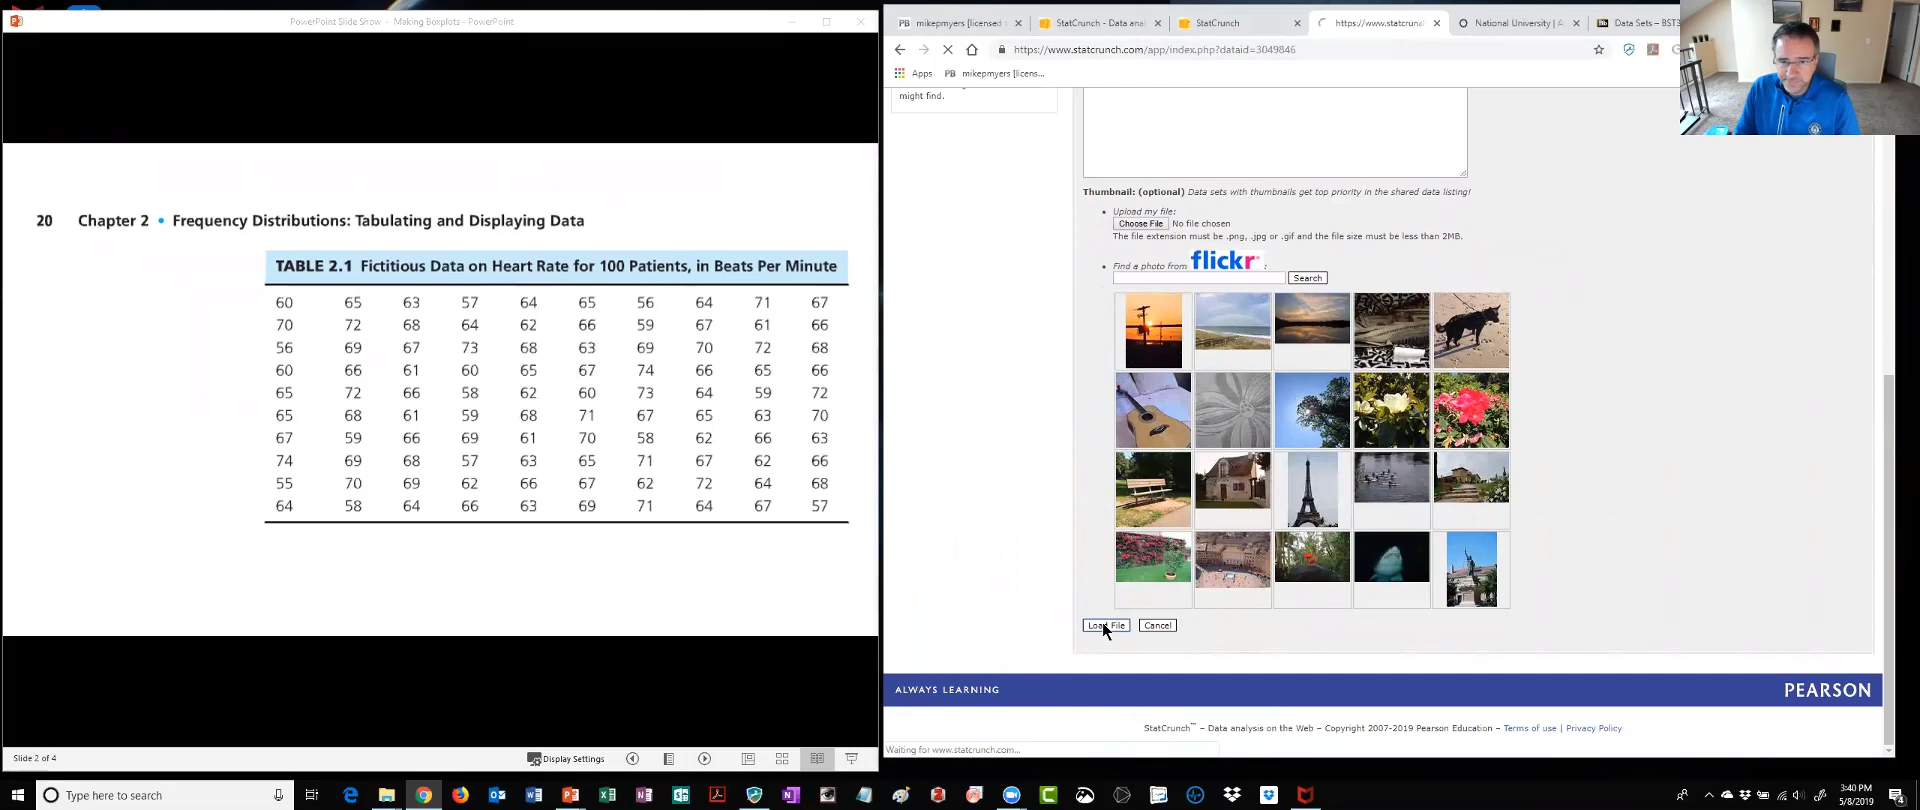 PowerPoint Slide Show - Making Boxplots - PowerPoint
20 Chapter 2 • Frequency Distributions: Tabulating and Displaying Data
TABLE 2.1 Fictitious Data on Heart Rate for 100 Patients, in Beats Per Minute
60 65 63 57 64 65 56 64 71 67
70 72 68 64 62 66 59 67 61 66
56 69 67 73 68 63 69 70 72 68
60 66 61 60 65 67 74 66 65 66
65 72 66 58 62 60 73 64 59 72
65 68 61 59 68 71 67 65 63 70
67 59 66 69 61 70 58 62 66 63
74 69 68 57 63 65 71 67 62 66
55 70 69 62 66 67 62 72 64 68
64 58 64 66 63 69 71 64 67 57
Slide 2 of 4
Display Settings
PB mikepmyers [licensed
StatCrunch - Data anal
StatCrunch
https://www.statcrunch
National University |
Data Sets – BST3
https://www.statcrunch.com/app/index.php?dataid=3049846
Apps
PB mikepmyers [licens...
might find.
Thumbnail: (optional) Data sets with thumbnails get top priority in the shared data listing!
• Upload my file:
Choose File No file chosen
The file extension must be .png, .jpg or .gif and the file size must be less than 2MB.
• Find a photo from flickr :
Search
Load File
Cancel
ALWAYS LEARNING
PEARSON
StatCrunch™ – Data analysis on the Web – Copyright 2007-2019 Pearson Education – Terms of use | Privacy Policy
Waiting for www.statcrunch.com...
Type here to search
3:40 PM
5/8/2019